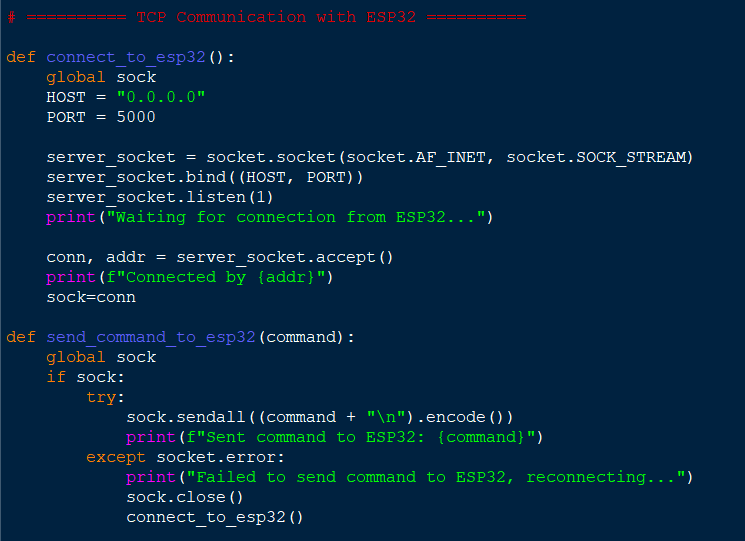 # ========== TCP Communication with ESP32 ==========
def connect_to_esp32():
    global sock
    HOST = "0.0.0.0"
    PORT = 5000
    server_socket = socket.socket(socket.AF_INET, socket.SOCK_STREAM)
    server_socket.bind((HOST, PORT))
    server_socket.listen(1)
    print("Waiting for connection from ESP32...")
    conn, addr = server_socket.accept()
    print(f"Connected by {addr}")
    sock=conn
def send_command_to_esp32(command):
    global sock
    if sock:
        try:
            sock.sendall((command + "\n").encode())
            print(f"Sent command to ESP32: {command}")
        except socket.error:
            print("Failed to send command to ESP32, reconnecting...")
            sock.close()
            connect_to_esp32()